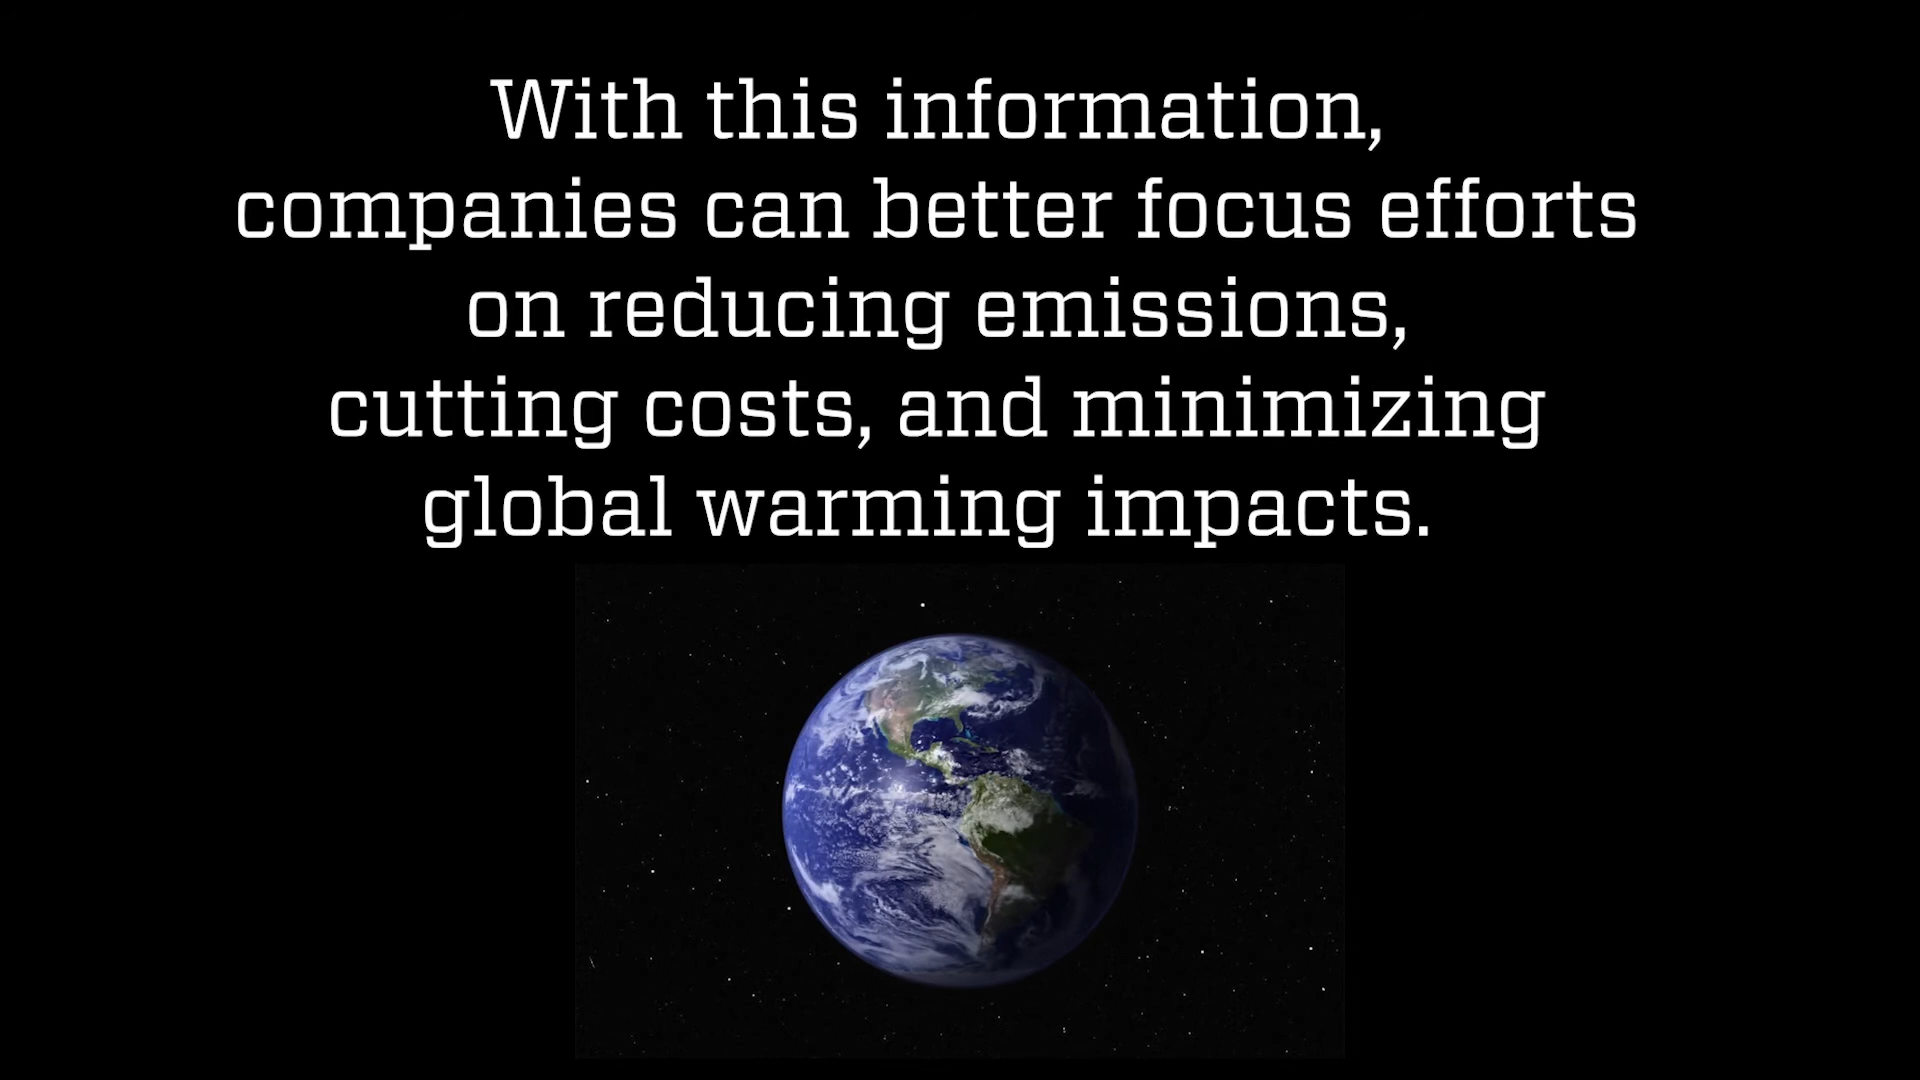 With this information,
companies can better focus efforts
on reducing emissions,
cutting costs, and minimizing
global warming impacts.